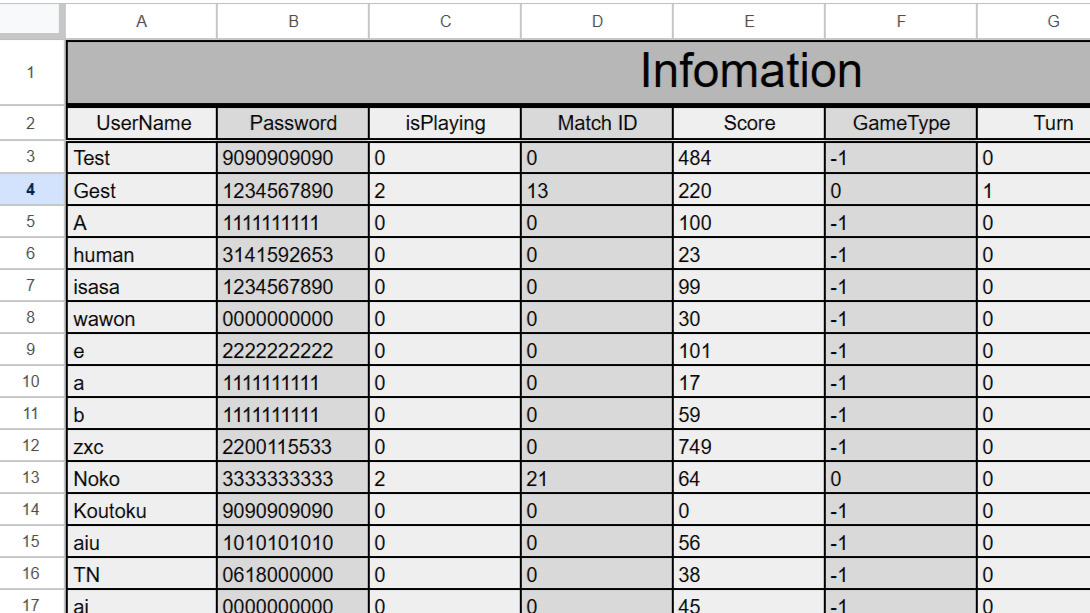 A B C D E F G
1 Infomation
2 UserName Password isPlaying Match ID Score GameType Turn
3 Test 9090909090 0 0 484 -1 0
4 Gest 1234567890 2 13 220 0 1
5 A 1111111111 0 0 100 -1 0
6 human 3141592653 0 0 23 -1 0
7 isasa 1234567890 0 0 99 -1 0
8 wawon 0000000000 0 0 30 -1 0
9 e 2222222222 0 0 101 -1 0
10 a 1111111111 0 0 17 -1 0
11 b 1111111111 0 0 59 -1 0
12 zxc 2200115533 0 0 749 -1 0
13 Noko 3333333333 2 21 64 0 0
14 Koutoku 9090909090 0 0 0 -1 0
15 aiu 1010101010 0 0 56 -1 0
16 TN 0618000000 0 0 38 -1 0
17 ai 0000000000 0 0 45 -1 0